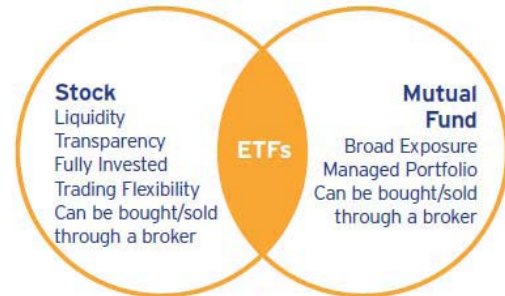 Stock
Liquidity
Transparency
Fully Invested
Trading Flexibility
Can be bought/sold
through a broker
ETFs
Mutual
Fund
Broad Exposure
Managed Portfolio
Can be bought/sold
through a broker